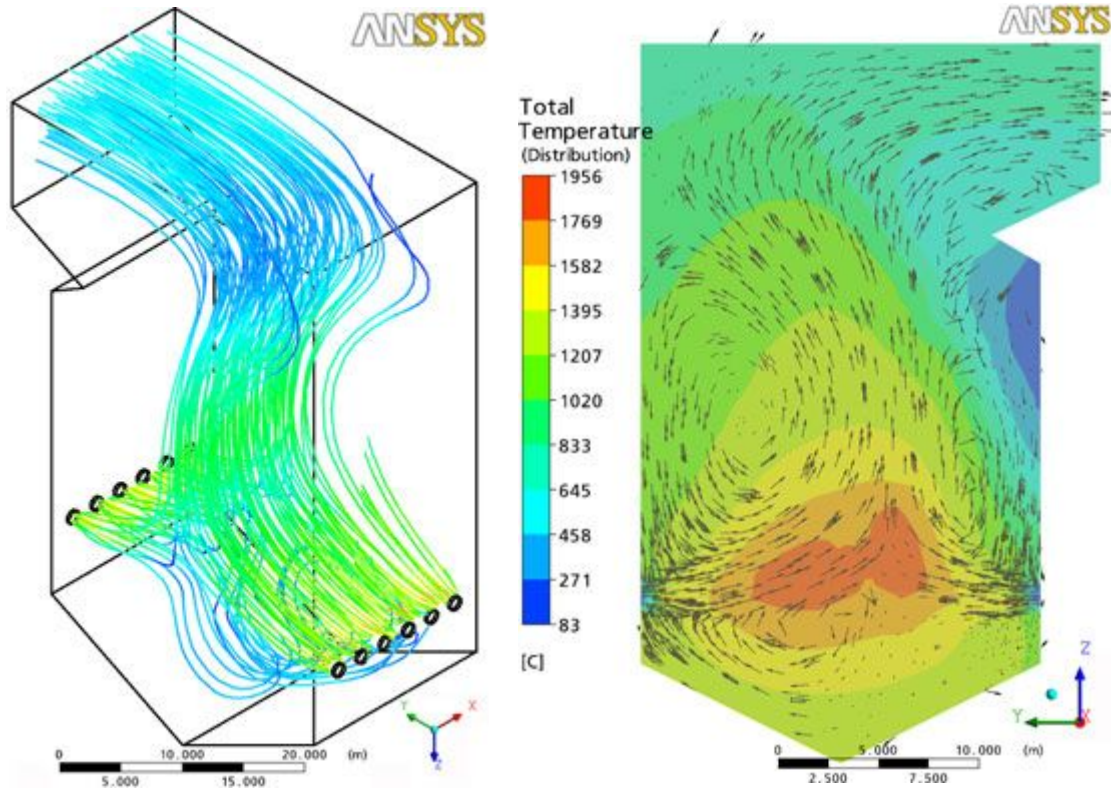 ANSYS
ANSYS
Total
Temperature
(Distribution)
1956
1769
1582
1395
1207
1020
833
645
458
271
83
[C]
Y X
Z
0 10.000 20.000 (m)
5.000 15.000
Z
Y X
0 5.000 10.000 (m)
2.500 7.500